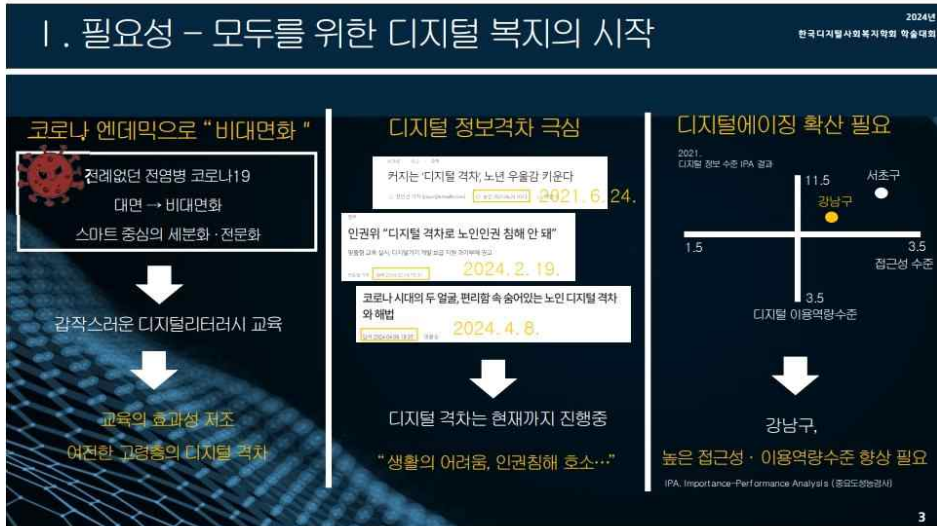 Ⅰ. 필요성 – 모두를 위한 디지털 복지의 시작
2024년
한국디지털사회복지학회 학술대회
코로나 엔데믹으로 “비대면화 "
전례없던 전염병 코로나19
대면 → 비대면화
스마트 중심의 세분화·전문화
갑작스러운 디지털리터러시 교육
교육의 효과성 저조
여전한 고령층의 디지털 격차
디지털 정보격차 극심
커지는 '디지털 격차', 노년 우울감 키운다
2021. 6. 24.
인권위 “디지털 격차로 노인인권 침해 안 돼”
2024. 2. 19.
코로나 시대의 두 얼굴, 편리함 속 숨어있는 노인 디지털 격차
와 해법
2024. 4. 8.
디지털 격차는 현재까지 진행중
“생활의 어려움, 인권침해 호소…”
디지털에이징 확산 필요
2021.
디지털 정보 수준 IPA 결과
11.5
서초구
강남구
1.5
3.5
접근성 수준
3.5
디지털 이용역량수준
강남구,
높은 접근성 · 이용역량수준 향상 필요
IPA. Importance-Performance Analysis (중요도성능검사)
3